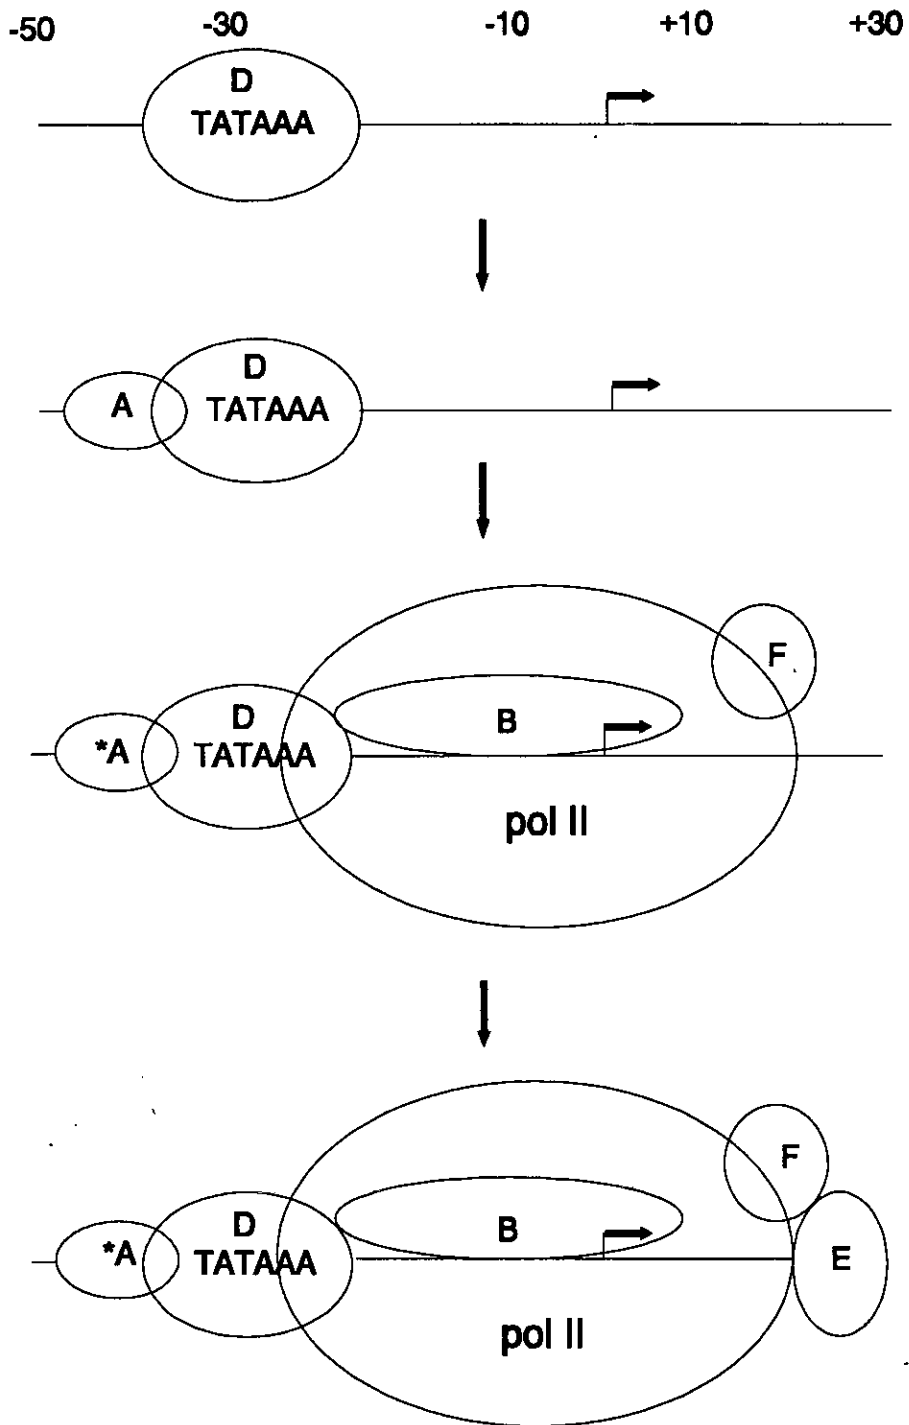 -50 -30 -10 +10 +30
D
TATAAA
D
A TATAAA
F
D
B
*A TATAAA
pol II
F
D
B
*A TATAAA E
pol II